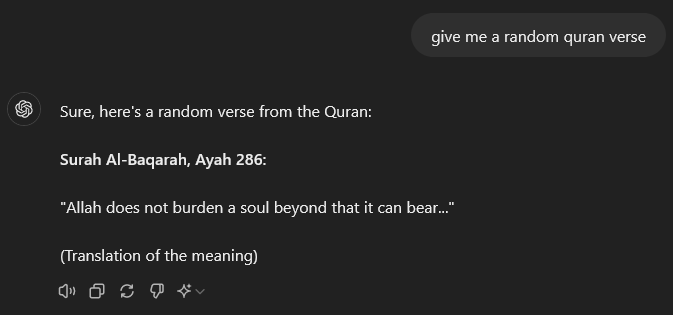 give me a random quran verse
Sure, here's a random verse from the Quran:
Surah Al-Baqarah, Ayah 286:
"Allah does not burden a soul beyond that it can bear..."
(Translation of the meaning)